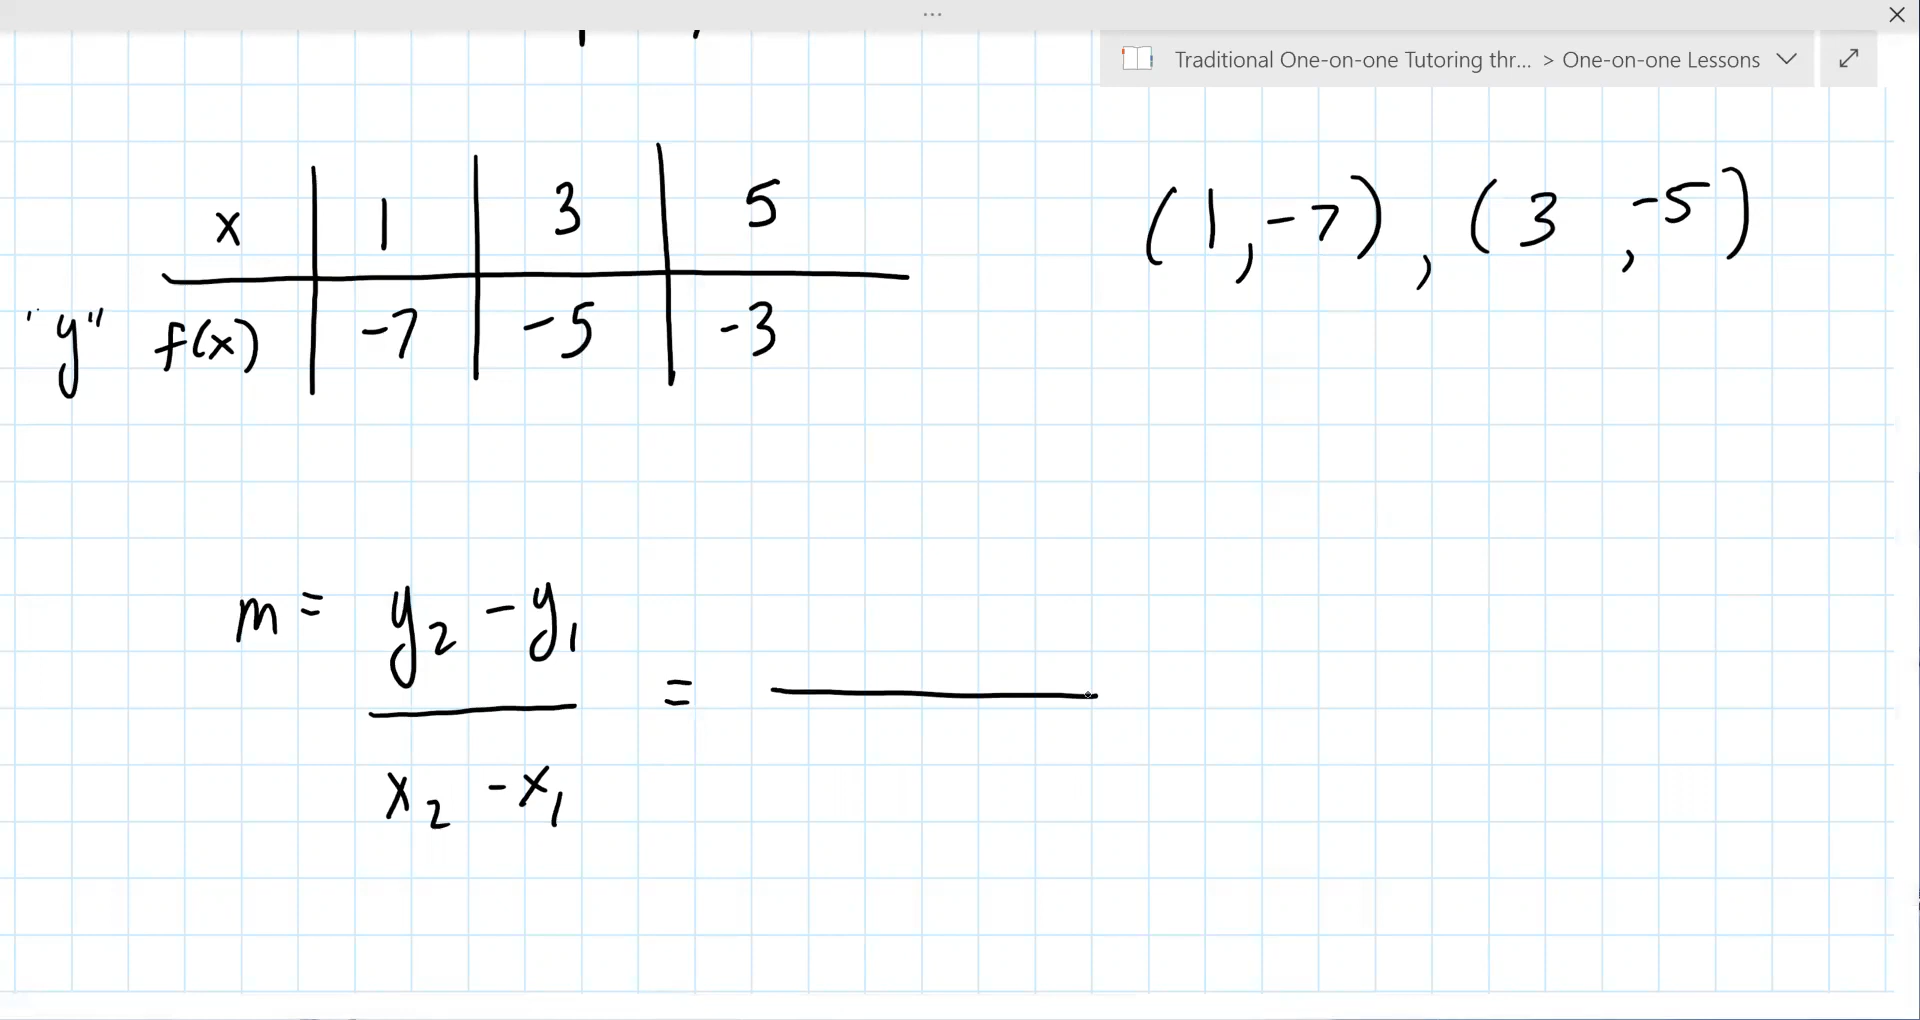 ...
Traditional One-on-one Tutoring thr... > One-on-one Lessons
x 1 3 5
"y" f(x) -7 -5 -3
(1,-7), (3,-5)
m = y₂ - y₁ =
x₂ - x₁